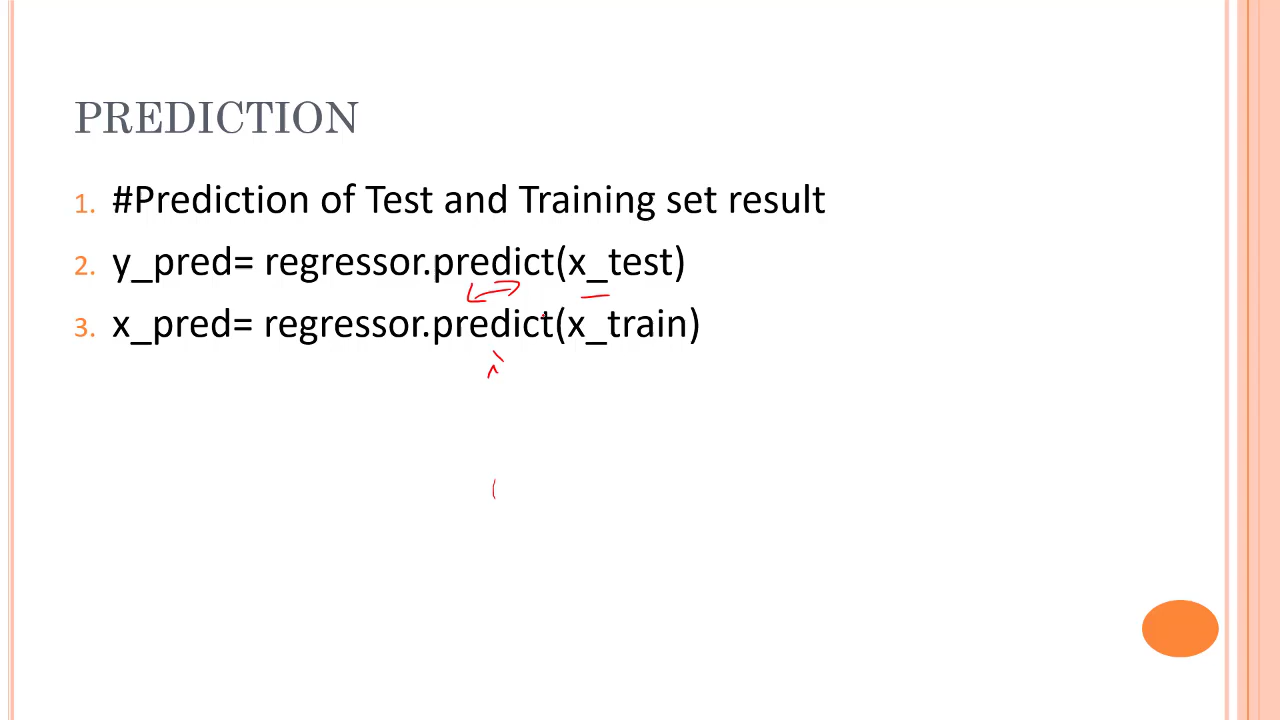 PREDICTION
1. #Prediction of Test and Training set result
2. y_pred= regressor.predict(x_test)
3. x_pred= regressor.predict(x_train)